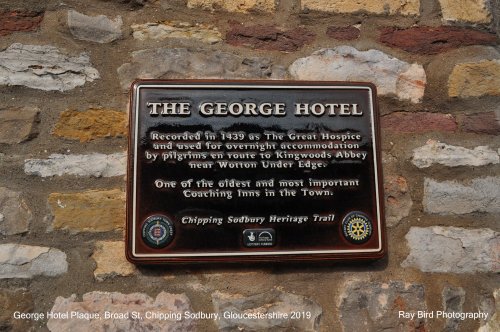 THE GEORGE HOTEL
Recorded in 1439 as The Great Hospice
and used for overnight accommodation
by pilgrims en route to Kingwoods Abbey
near Wotton Under Edge.
One of the oldest and most important
Coaching Inns in the Town.
Chipping Sodbury Heritage Trail
George Hotel Plaque, Broad St, Chipping Sodbury, Gloucestershire 2019
Ray Bird Photography